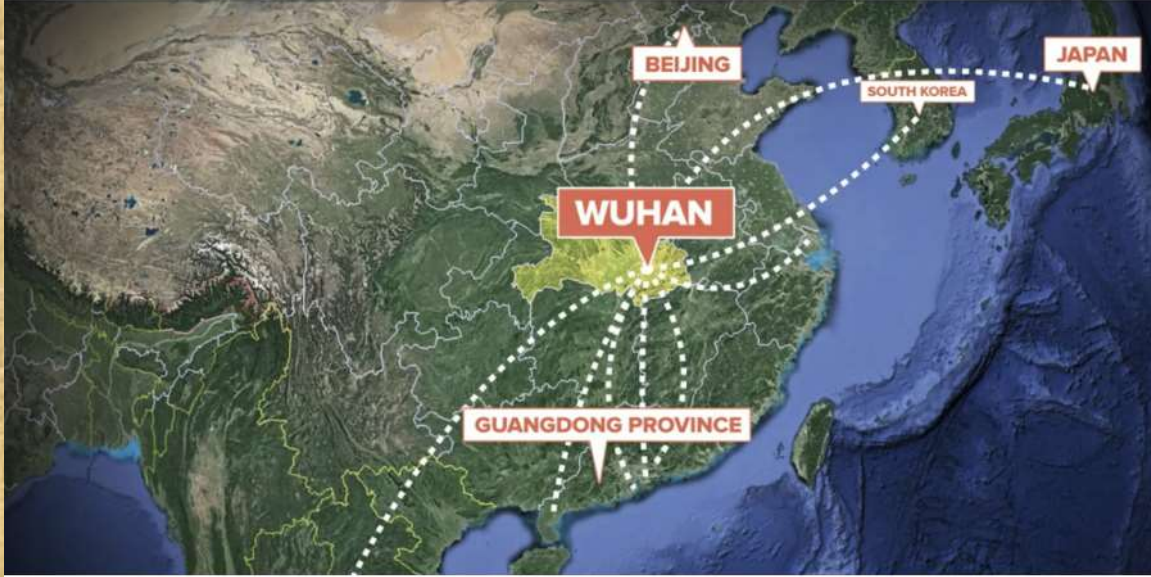 BEIJING
JAPAN
SOUTH KOREA
WUHAN
GUANGDONG PROVINCE